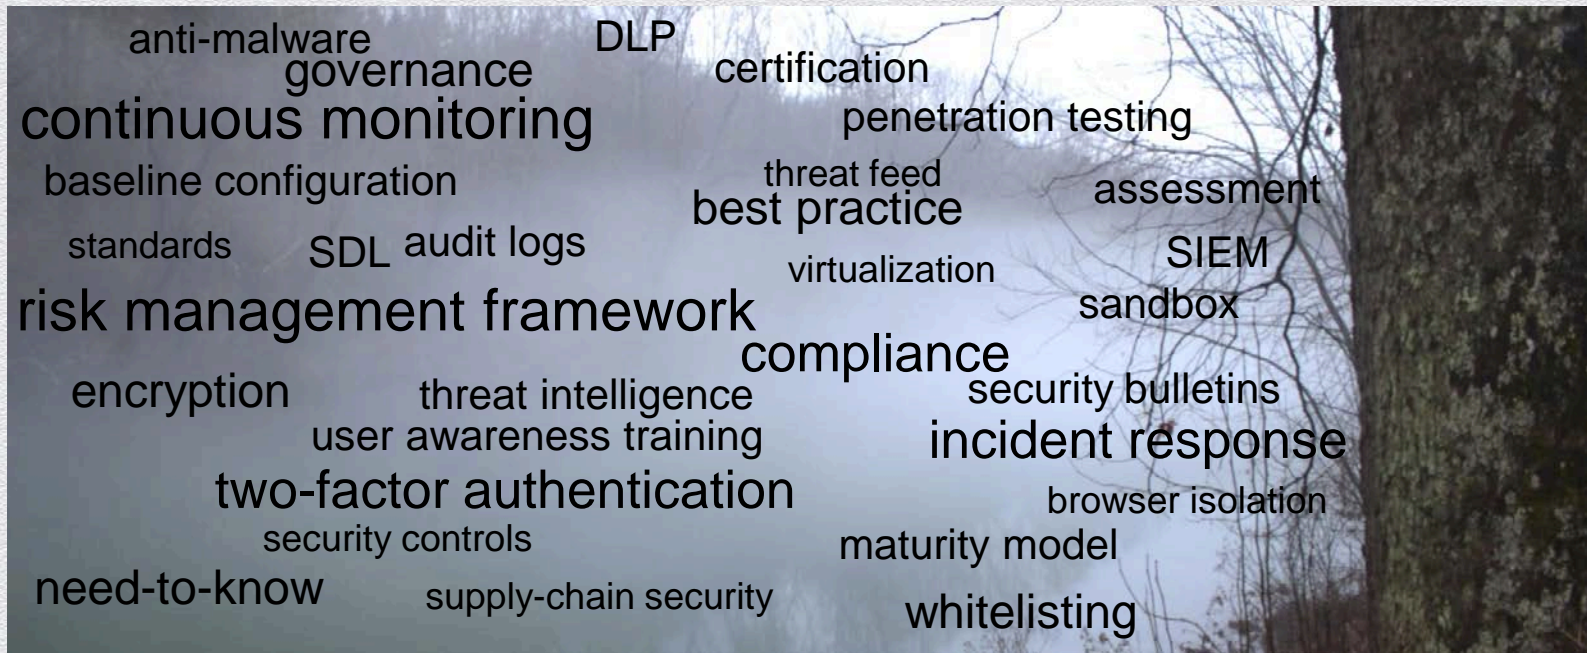 anti-malware
DLP
governance
certification
continuous monitoring
penetration testing
baseline configuration
threat feed
assessment
best practice
standards
SDL
audit logs
SIEM
virtualization
risk management framework
sandbox
compliance
encryption
threat intelligence
security bulletins
user awareness training
incident response
two-factor authentication
browser isolation
security controls
maturity model
need-to-know
supply-chain security
whitelisting